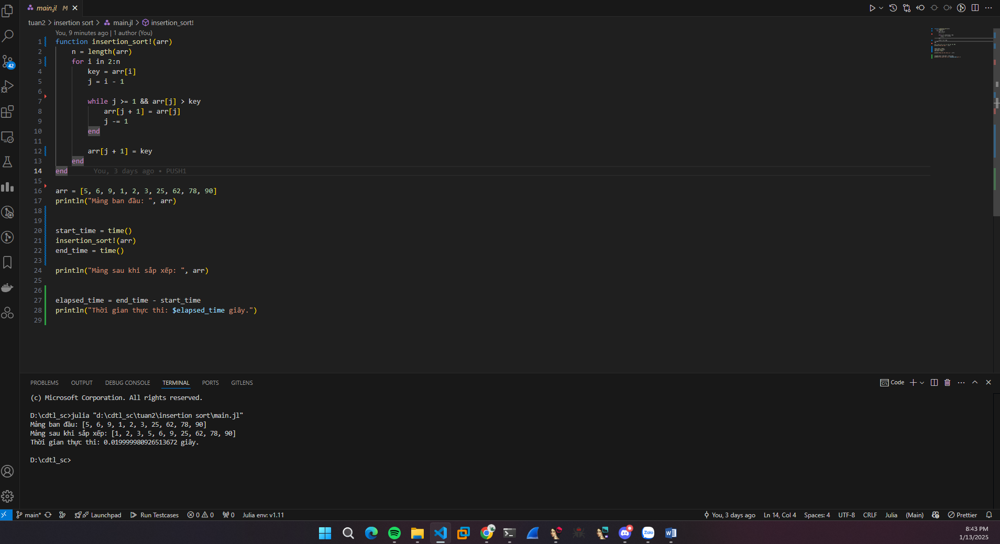 main.jl M
tuan2 > insertion sort > main.jl > insertion_sort!
You, 9 minutes ago | 1 author (You)
1 function insertion_sort!(arr)
2 n = length(arr)
3 for i in 2:n
4 key = arr[i]
5 j = i - 1
6
7 while j >= 1 && arr[j] > key
8 arr[j + 1] = arr[j]
9 j -= 1
10 end
11
12 arr[j + 1] = key
13 end
14 end You, 3 days ago • PUSH1
15
16 arr = [5, 6, 9, 1, 2, 3, 25, 62, 78, 90]
17 println("Mảng ban đầu: ", arr)
18
19
20 start_time = time()
21 insertion_sort!(arr)
22 end_time = time()
23
24 println("Mảng sau khi sắp xếp: ", arr)
25
26
27 elapsed_time = end_time - start_time
28 println("Thời gian thực thi: $elapsed_time giây.")
29
42
PROBLEMS OUTPUT DEBUG CONSOLE TERMINAL PORTS GITLENS
Code
(c) Microsoft Corporation. All rights reserved.
D:\cdtl_sc>julia "d:\cdtl_sc\tuan2\insertion sort\main.jl"
Mảng ban đầu: [5, 6, 9, 1, 2, 3, 25, 62, 78, 90]
Mảng sau khi sắp xếp: [1, 2, 3, 5, 6, 9, 25, 62, 78, 90]
Thời gian thực thi: 0.019999980926513672 giây.
D:\cdtl_sc>
main* Launchpad Run Testcases 0 0 0 Julia env: v1.11 You, 3 days ago Ln 14, Col 4 Spaces: 4 UTF-8 CRLF Julia (Main) Prettier
Zalo
8:43 PM
1/13/2025